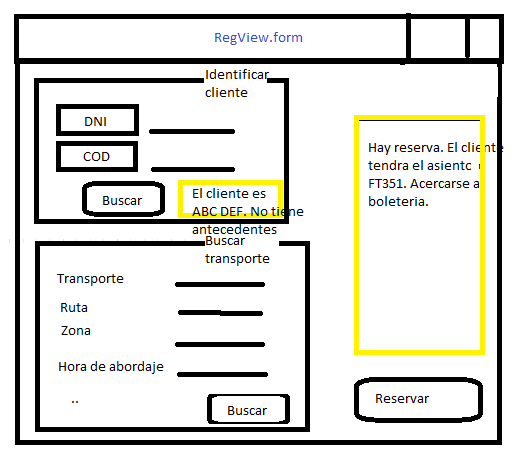 RegView.form
Identificar
cliente
DNI
COD
Buscar
El cliente es
ABC DEF. No tiene
antecedentes
Hay reserva. El cliente
tendra el asiento
FT351. Acercarse a
boleteria.
Buscar
transporte
Transporte
Ruta
Zona
Hora de abordaje
..
Buscar
Reservar